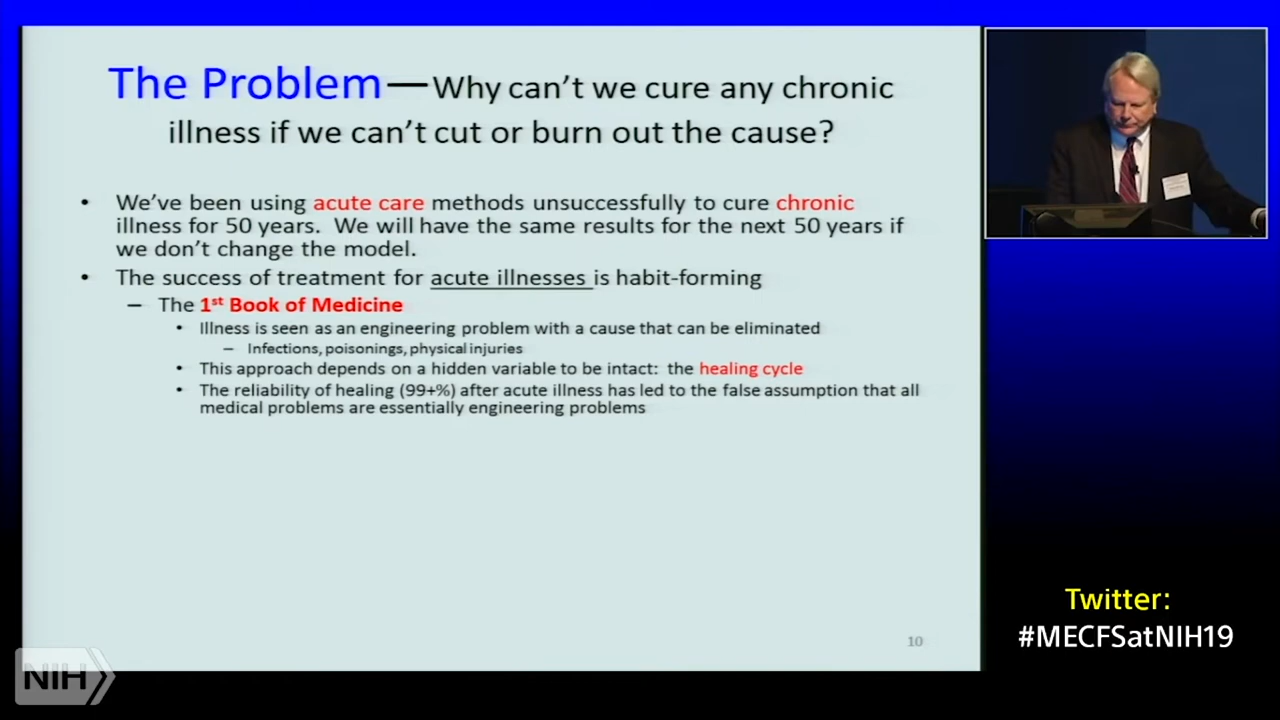 The Problem—Why can't we cure any chronic
illness if we can't cut or burn out the cause?
• We've been using acute care methods unsuccessfully to cure chronic
illness for 50 years.  We will have the same results for the next 50 years if
we don't change the model.
• The success of treatment for acute illnesses is habit-forming
– The 1st Book of Medicine
• Illness is seen as an engineering problem with a cause that can be eliminated
– Infections, poisonings, physical injuries
• This approach depends on a hidden variable to be intact:  the healing cycle
• The reliability of healing (99+%) after acute illness has led to the false assumption that all
medical problems are essentially engineering problems
10
Twitter:
#MECFSatNIH19
NIH